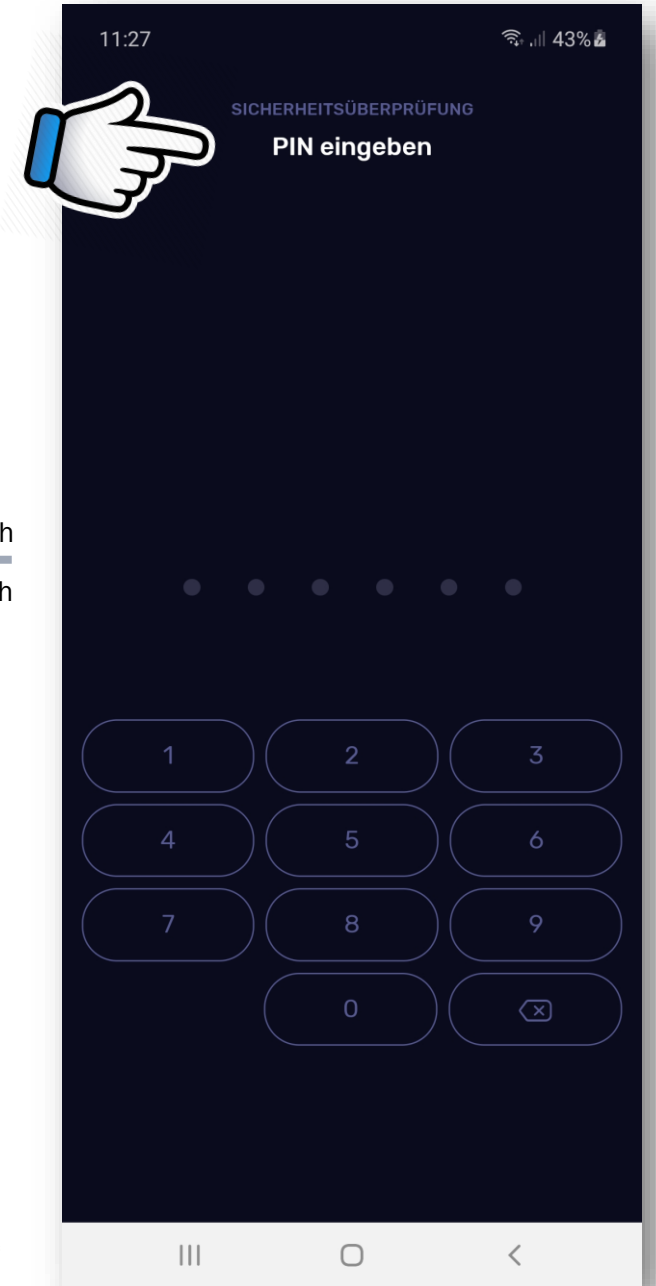 11:27 43%
SICHERHEITSÜBERPRÜFUNG
PIN eingeben
h
h
1 2 3
4 5 6
7 8 9
0